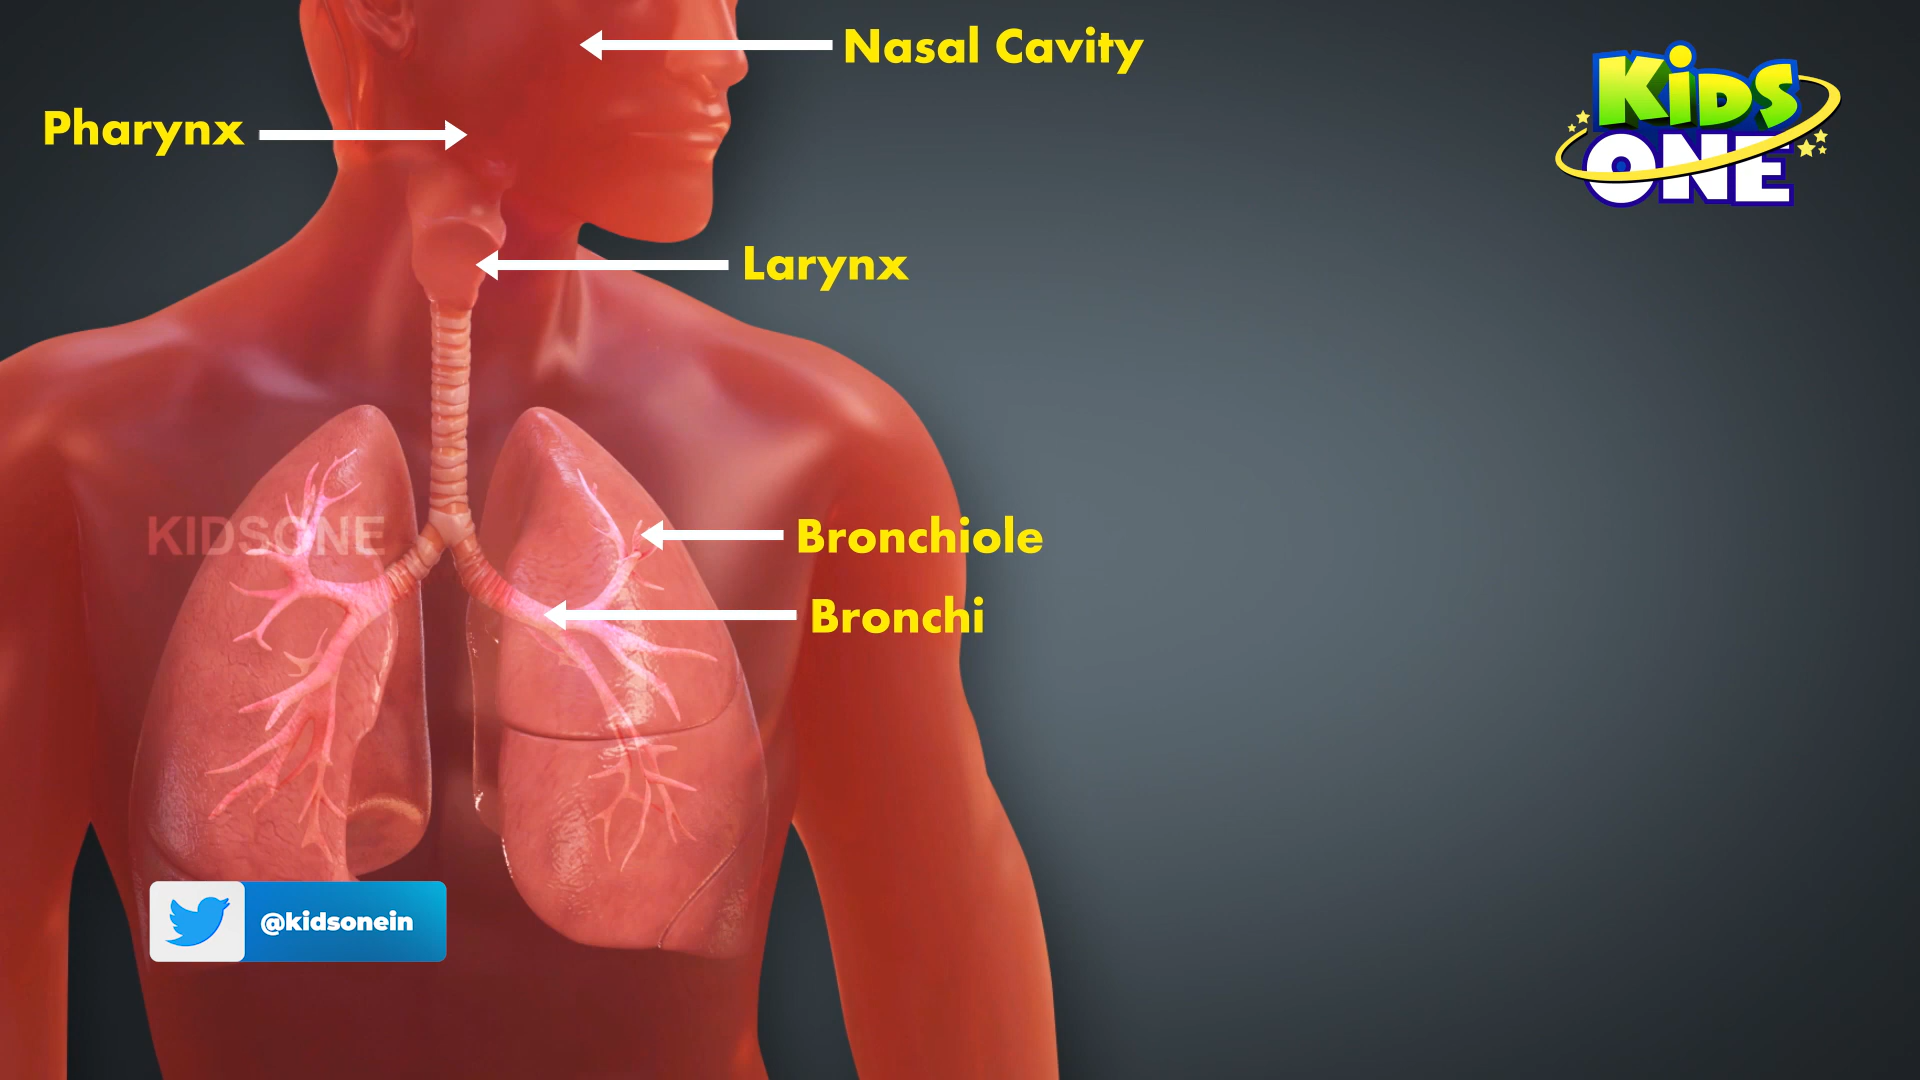 Nasal Cavity
Pharynx
KiDS
ONE
Larynx
KIDSONE
Bronchiole
Bronchi
@kidsonein